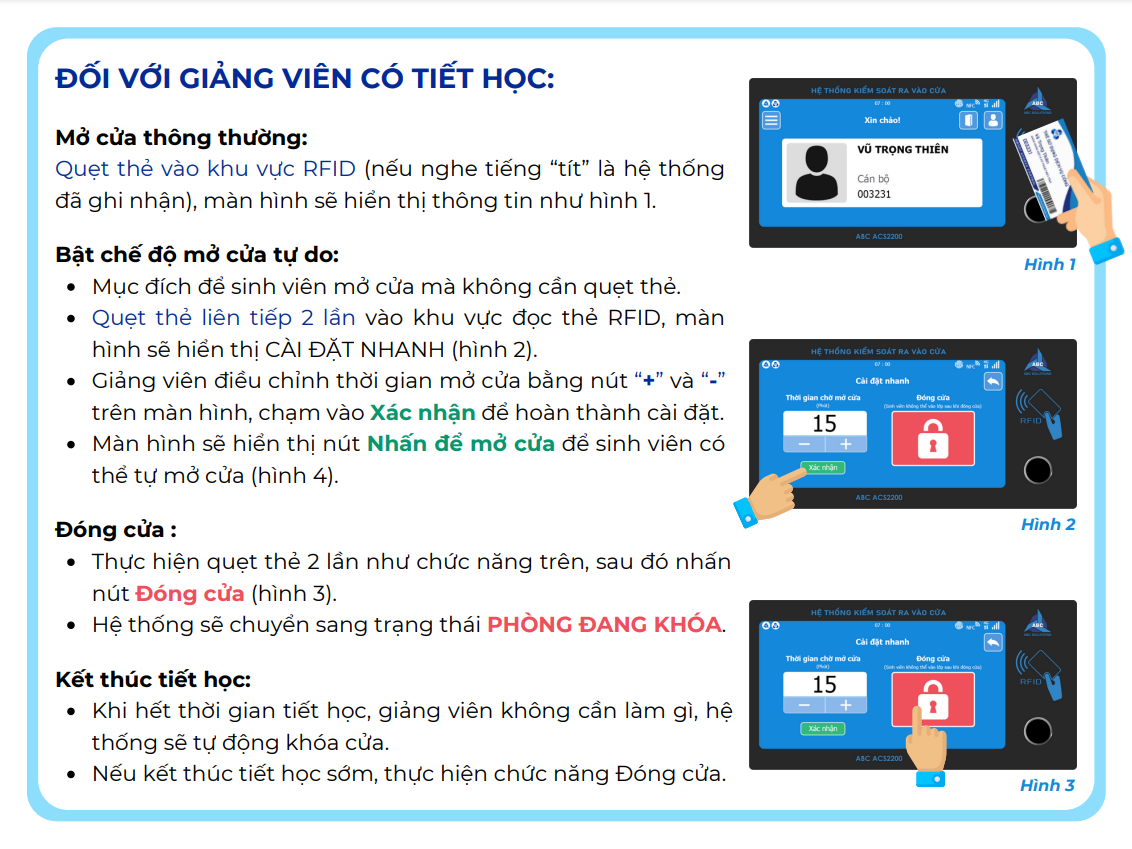 ĐỐI VỚI GIẢNG VIÊN CÓ TIẾT HỌC:
Mở cửa thông thường:
Quẹt thẻ vào khu vực RFID (nếu nghe tiếng “tít” là hệ thống
đã ghi nhận), màn hình sẽ hiển thị thông tin như hình 1.
Bật chế độ mở cửa tự do:
• Mục đích để sinh viên mở cửa mà không cần quẹt thẻ.
• Quẹt thẻ liên tiếp 2 lần vào khu vực đọc thẻ RFID, màn
hình sẽ hiển thị CÀI ĐẶT NHANH (hình 2).
• Giảng viên điều chỉnh thời gian mở cửa bằng nút “+” và “-”
trên màn hình, chạm vào Xác nhận để hoàn thành cài đặt.
• Màn hình sẽ hiển thị nút Nhấn để mở cửa để sinh viên có
thể tự mở cửa (hình 4).
Đóng cửa :
• Thực hiện quẹt thẻ 2 lần như chức năng trên, sau đó nhấn
nút Đóng cửa (hình 3).
• Hệ thống sẽ chuyển sang trạng thái PHÒNG ĐANG KHÓA.
Kết thúc tiết học:
• Khi hết thời gian tiết học, giảng viên không cần làm gì, hệ
thống sẽ tự động khóa cửa.
• Nếu kết thúc tiết học sớm, thực hiện chức năng Đóng cửa.
HỆ THỐNG KIỂM SOÁT RA VÀO CỬA
07 : 00
NFC
Xin chào!
VŨ TRỌNG THIÊN
Cán bộ
003231
ABC ACS2200
ABC
Vũ Trọng Thiên
003231
Hình 1
HỆ THỐNG KIỂM SOÁT RA VÀO CỬA
07 : 00
NFC
Cài đặt nhanh
Thời gian chờ mở cửa
(Phút)
15
− +
Xác nhận
Đóng cửa
(Sinh viên không thể vào lớp sau khi đóng cửa)
ABC ACS2200
ABC
RFID
Hình 2
HỆ THỐNG KIỂM SOÁT RA VÀO CỬA
07 : 00
NFC
Cài đặt nhanh
Thời gian chờ mở cửa
(Phút)
15
− +
Xác nhận
Đóng cửa
(Sinh viên không thể vào lớp sau khi đóng cửa)
ABC ACS2200
ABC
RFID
Hình 3